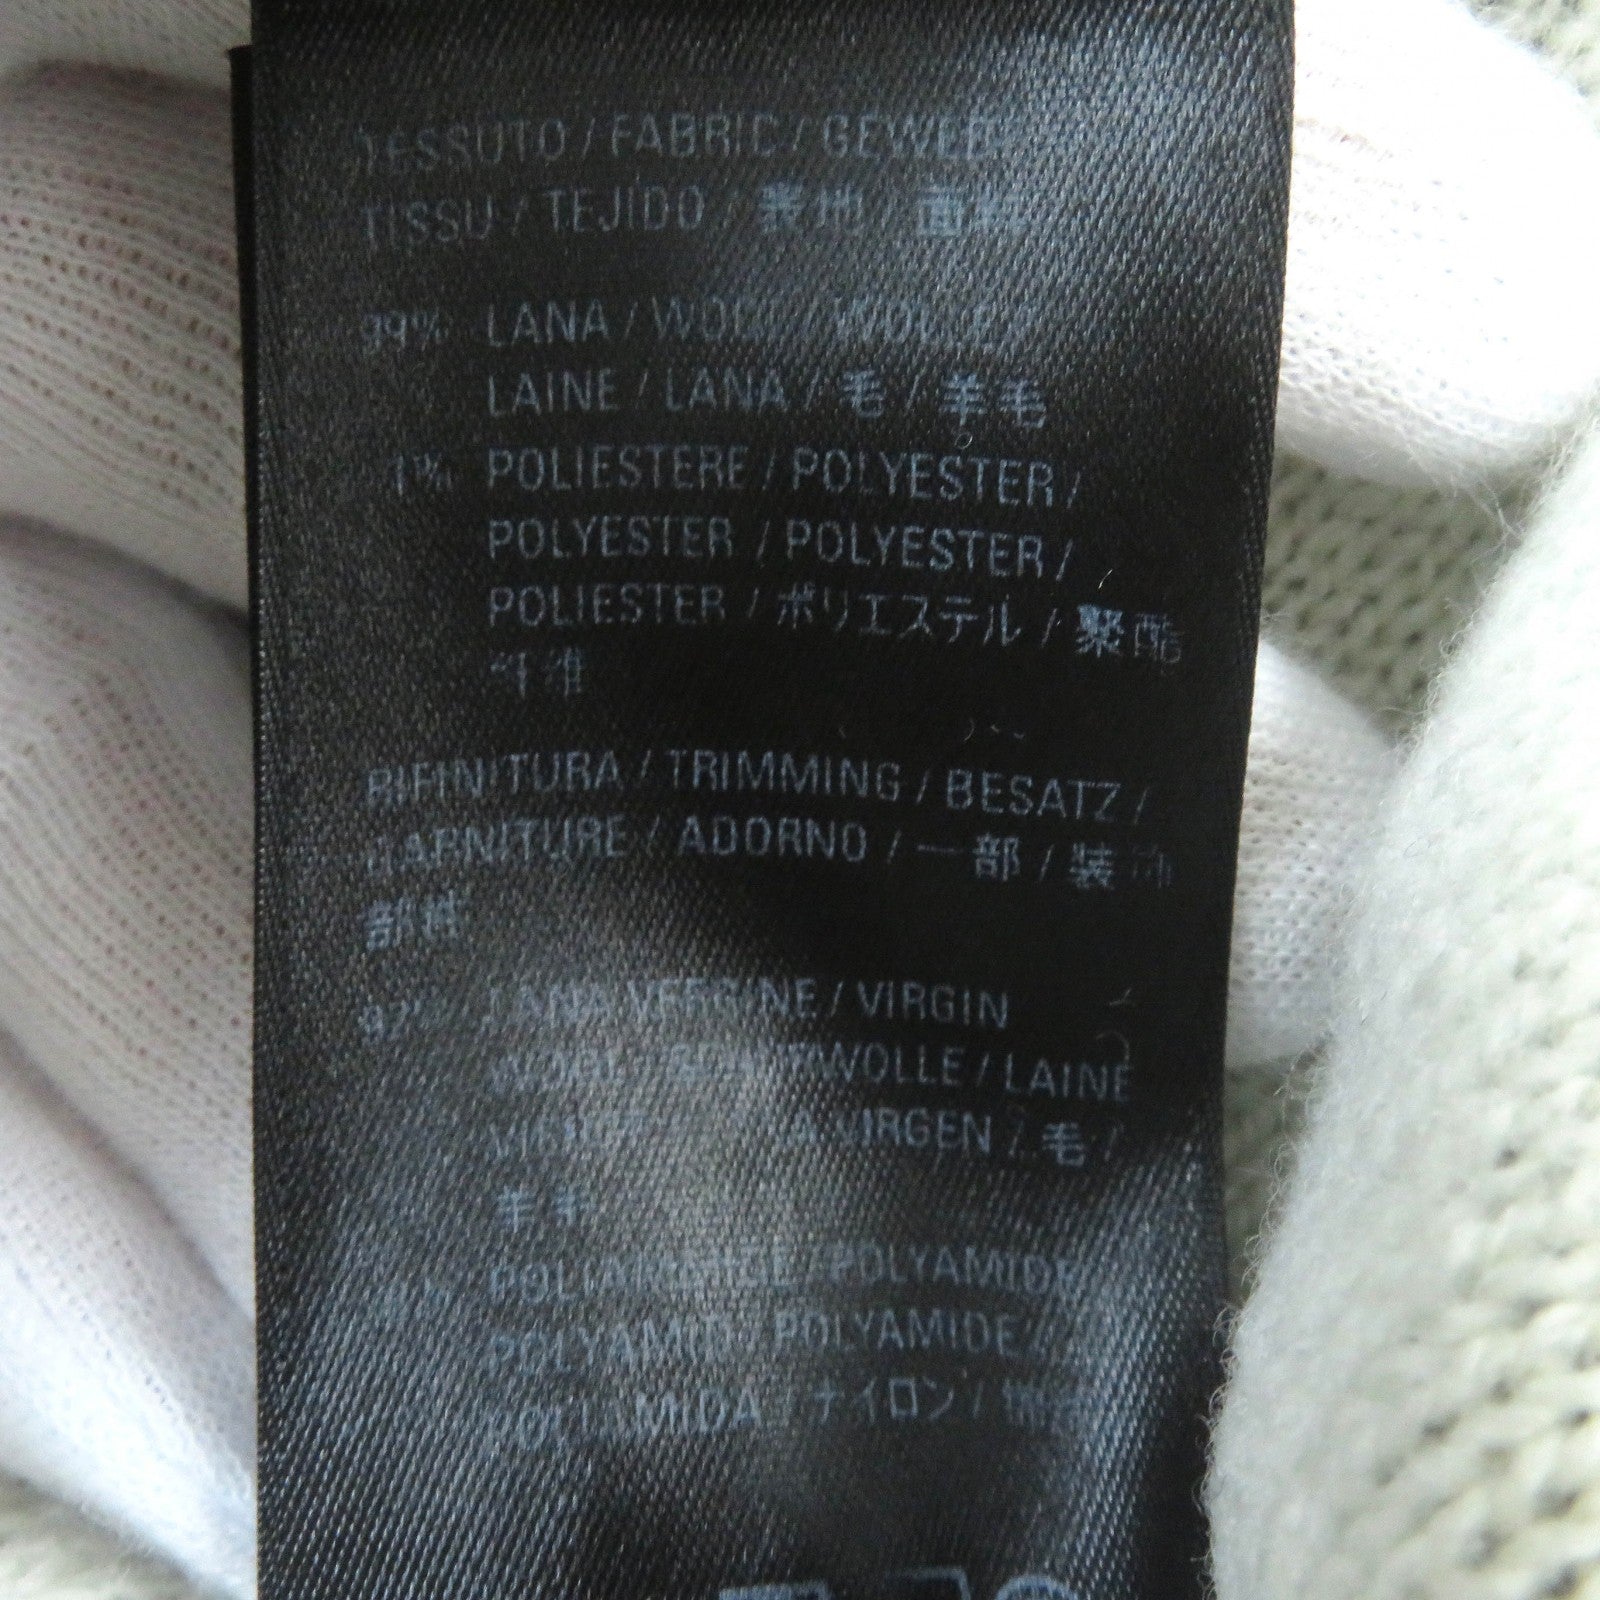 TESSUTO / FABRIC / GEWEBE
TISSU / TEJIDO / 表地 / 面料
99% LANA / WOOL / WOLLE /
LAINE / LANA / 毛 / 羊毛
1% POLIESTERE / POLYESTER /
POLYESTER / POLYESTER /
POLIESTER / ポリエステル / 聚酯
纤维
RIFINITURA / TRIMMING / BESATZ /
GARNITURE / ADORNO / 一部 / 装饰
部件
97% LANA VERGINE / VIRGIN
WOOL / SCHURWOLLE / LAINE
VIERGE / LANA VIRGEN / 毛 /
羊毛
POLIAMMIDE / POLYAMIDE /
POLYAMID / POLYAMIDE /
POLIAMIDA / ナイロン /